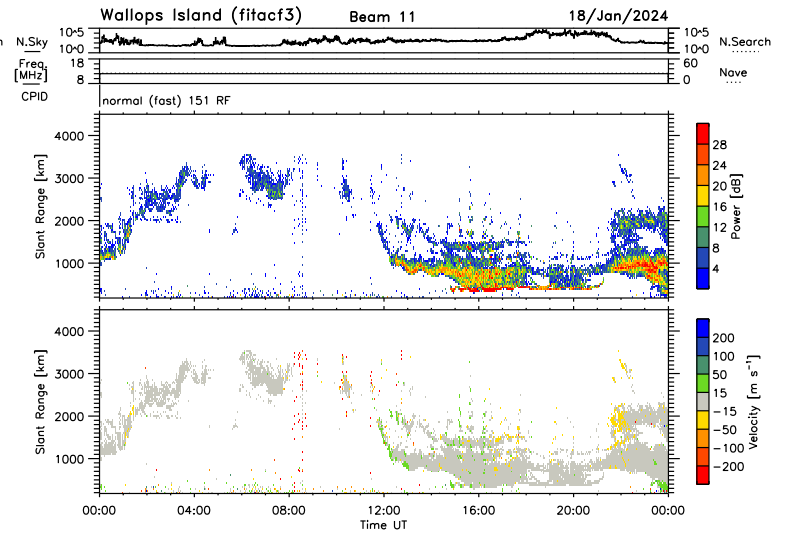 Wallops Island (fitacf3) Beam 11 18/Jan/2024
n N.Sky 10^5 10^0 10^5 10^0 N.Search
Freq. [MHz] 18 8 60 0 Nave
CPID normal (fast) 151 RF
Slant Range [km] 4000 3000 2000 1000
Power [dB] 28 24 20 16 12 8 4
Slant Range [km] 4000 3000 2000 1000
Velocity [m s⁻¹] 200 100 50 15 -15 -50 -100 -200
00:00 04:00 08:00 12:00 16:00 20:00 00:00
Time UT